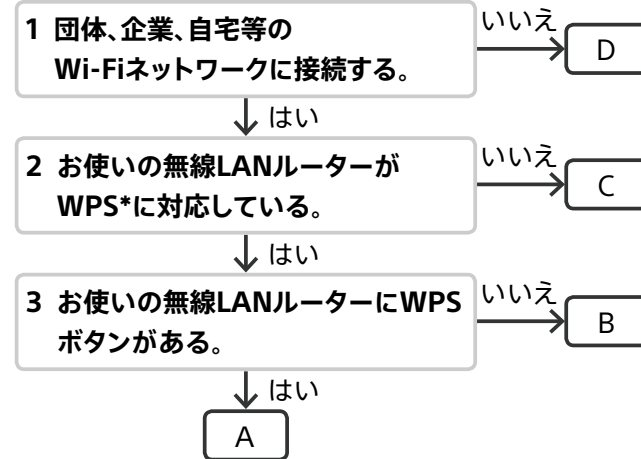 1 団体、企業、自宅等の
Wi-Fiネットワークに接続する。
いいえ
D
はい
2 お使いの無線LANルーターが
WPS*に対応している。
いいえ
C
はい
3 お使いの無線LANルーターにWPS
ボタンがある。
いいえ
B
はい
A